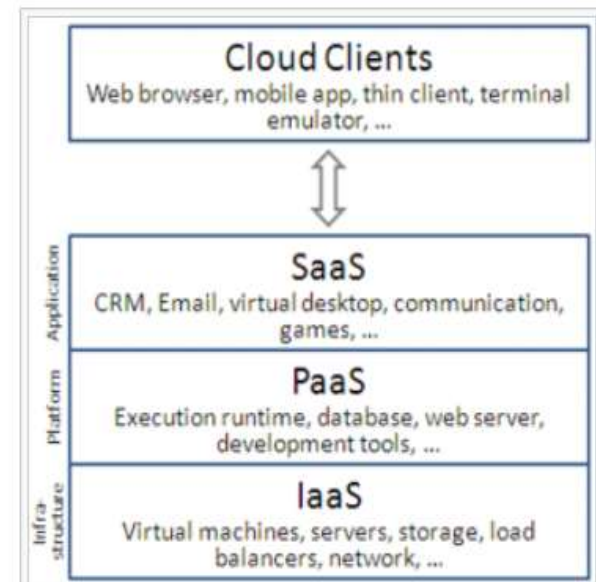 Cloud Clients
Web browser, mobile app, thin client, terminal
emulator, ...
Application
SaaS
CRM, Email, virtual desktop, communication,
games, ...
Platform
PaaS
Execution runtime, database, web server,
development tools, ...
Infra-
structure
IaaS
Virtual machines, servers, storage, load
balancers, network, ...